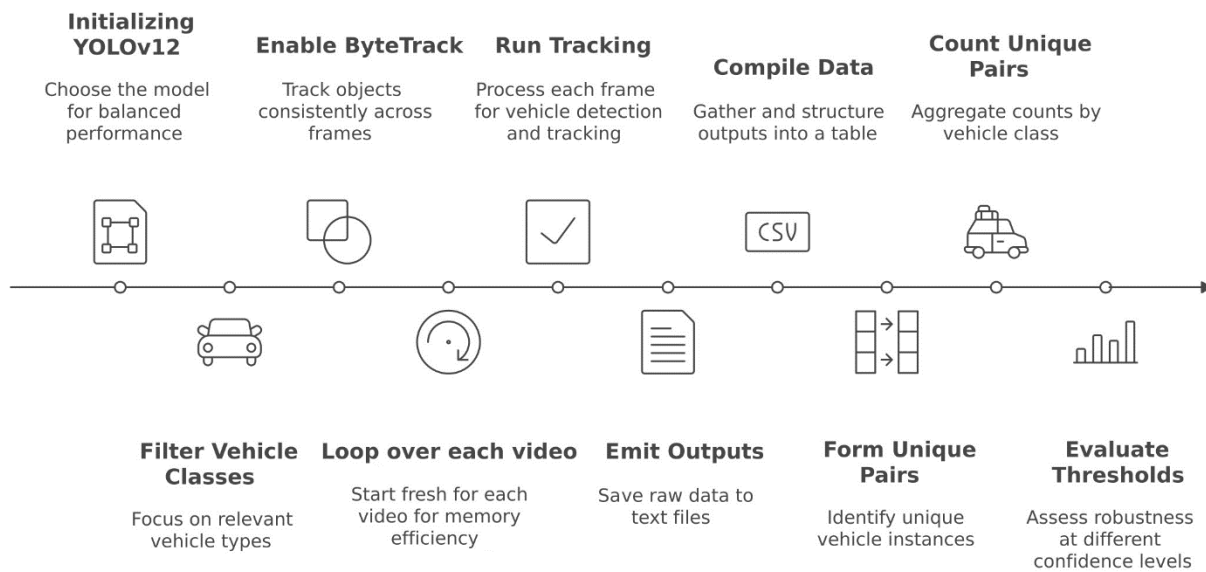 Initializing
YOLOv12
Choose the model
for balanced
performance
Filter Vehicle
Classes
Focus on relevant
vehicle types
Enable ByteTrack
Track objects
consistently across
frames
Loop over each video
Start fresh for each
video for memory
efficiency
Run Tracking
Process each frame
for vehicle detection
and tracking
Emit Outputs
Save raw data to
text files
Compile Data
Gather and structure
outputs into a table
CSV
Form Unique
Pairs
Identify unique
vehicle instances
Count Unique
Pairs
Aggregate counts by
vehicle class
Evaluate
Thresholds
Assess robustness
at different
confidence levels